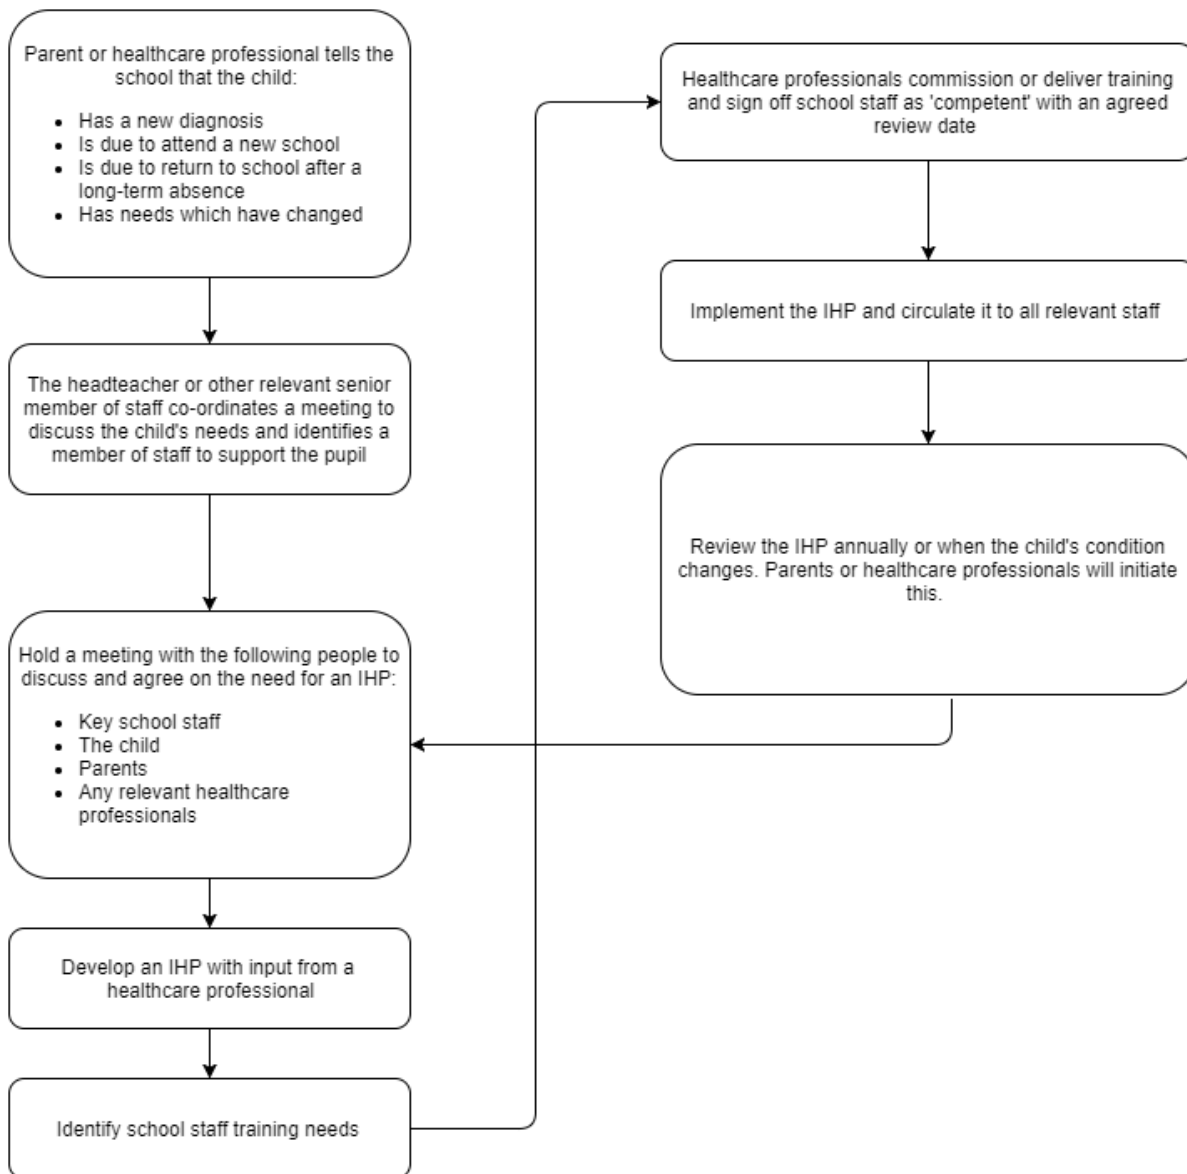 Parent or healthcare professional tells the
school that the child:
• Has a new diagnosis
• Is due to attend a new school
• Is due to return to school after a
long-term absence
• Has needs which have changed
The headteacher or other relevant senior
member of staff co-ordinates a meeting to
discuss the child's needs and identifies a
member of staff to support the pupil
Hold a meeting with the following people to
discuss and agree on the need for an IHP:
• Key school staff
• The child
• Parents
• Any relevant healthcare
professionals
Develop an IHP with input from a
healthcare professional
Identify school staff training needs
Healthcare professionals commission or deliver training
and sign off school staff as 'competent' with an agreed
review date
Implement the IHP and circulate it to all relevant staff
Review the IHP annually or when the child's condition
changes. Parents or healthcare professionals will initiate
this.